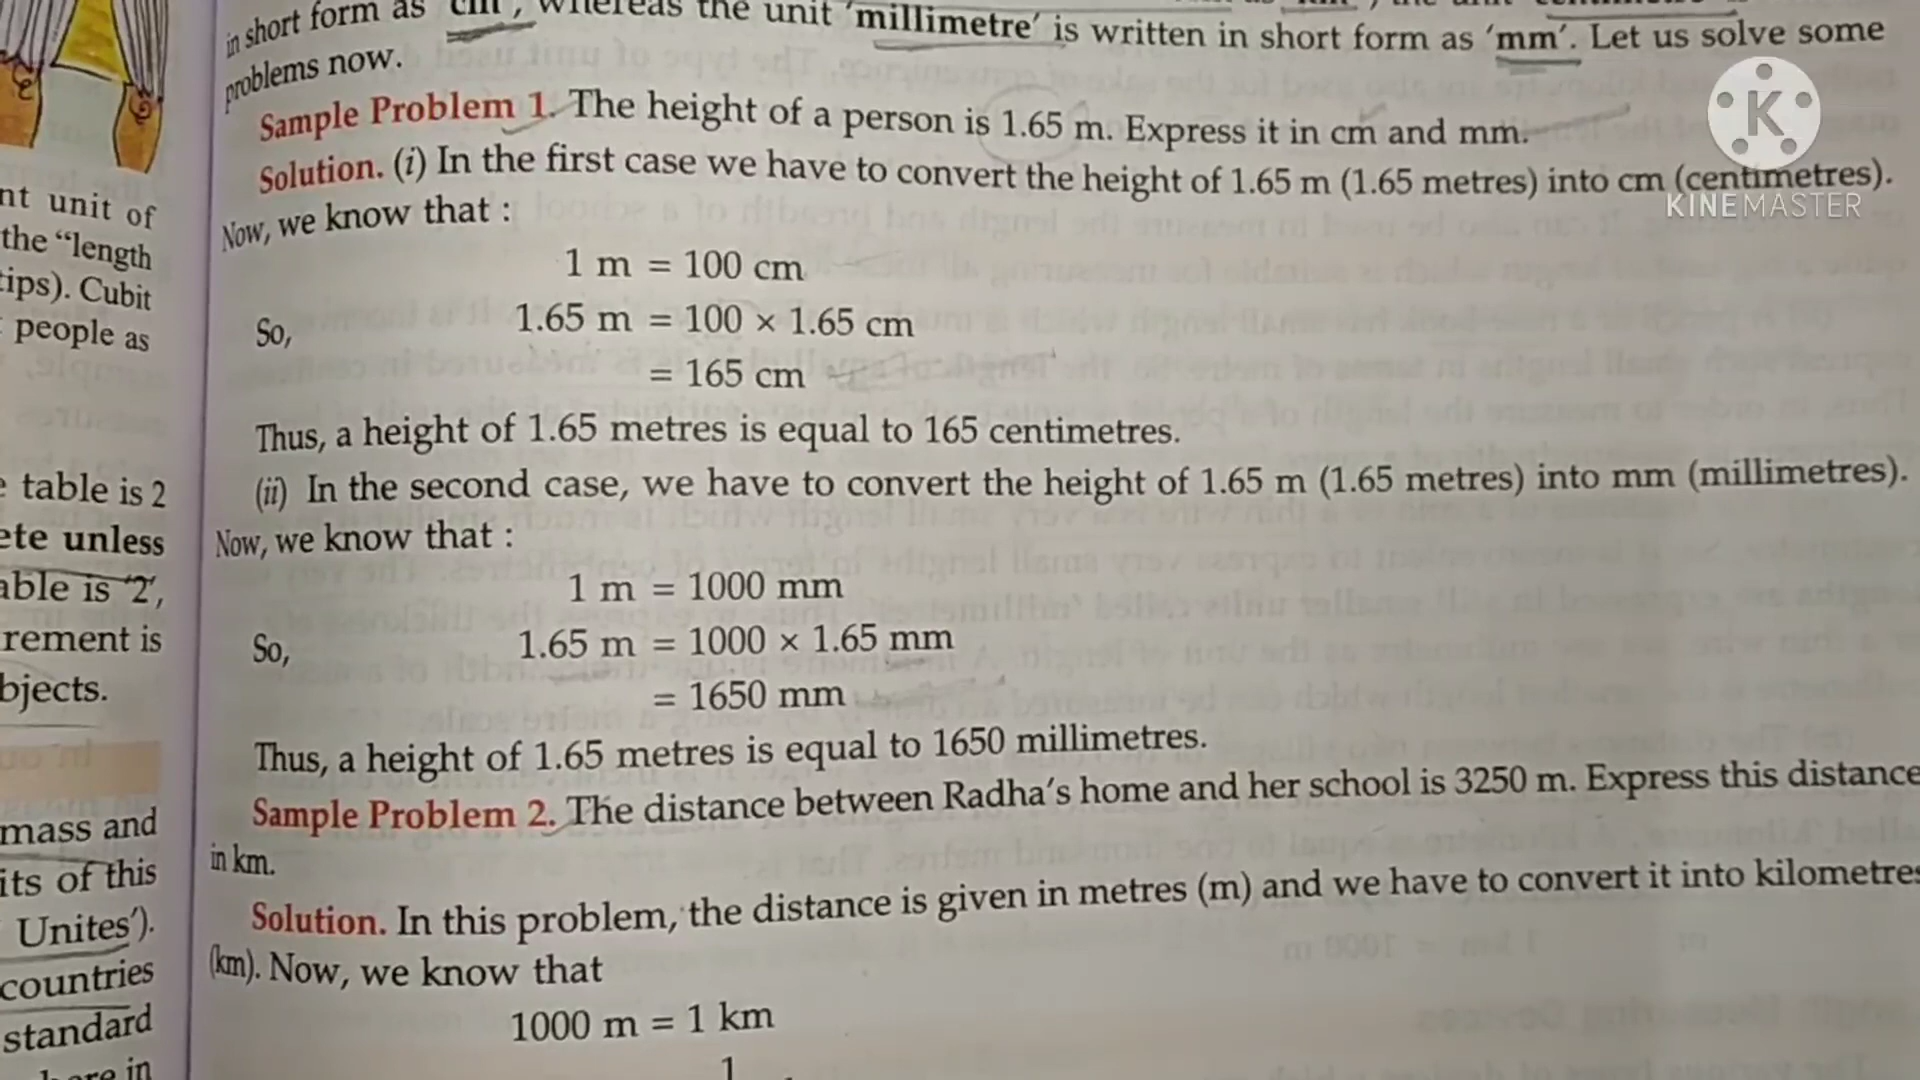 in short form as 'cm', whereas the unit 'millimetre' is written in short form as 'mm'. Let us solve some
problems now.
Sample Problem 1. The height of a person is 1.65 m. Express it in cm and mm.
Solution. (i) In the first case we have to convert the height of 1.65 m (1.65 metres) into cm (centimetres).
Now, we know that :
1 m = 100 cm
So, 1.65 m = 100 × 1.65 cm
= 165 cm
Thus, a height of 1.65 metres is equal to 165 centimetres.
(ii) In the second case, we have to convert the height of 1.65 m (1.65 metres) into mm (millimetres).
Now, we know that :
1 m = 1000 mm
So, 1.65 m = 1000 × 1.65 mm
= 1650 mm
Thus, a height of 1.65 metres is equal to 1650 millimetres.
Sample Problem 2. The distance between Radha's home and her school is 3250 m. Express this distance
in km.
Solution. In this problem, the distance is given in metres (m) and we have to convert it into kilometres
(km). Now, we know that
1000 m = 1 km
1
nt unit of
the "length
tips). Cubit
people as
table is 2
ete unless
able is '2',
rement is
bjects.
mass and
its of this
Unites').
countries
standard
here in
K
KINEMASTER